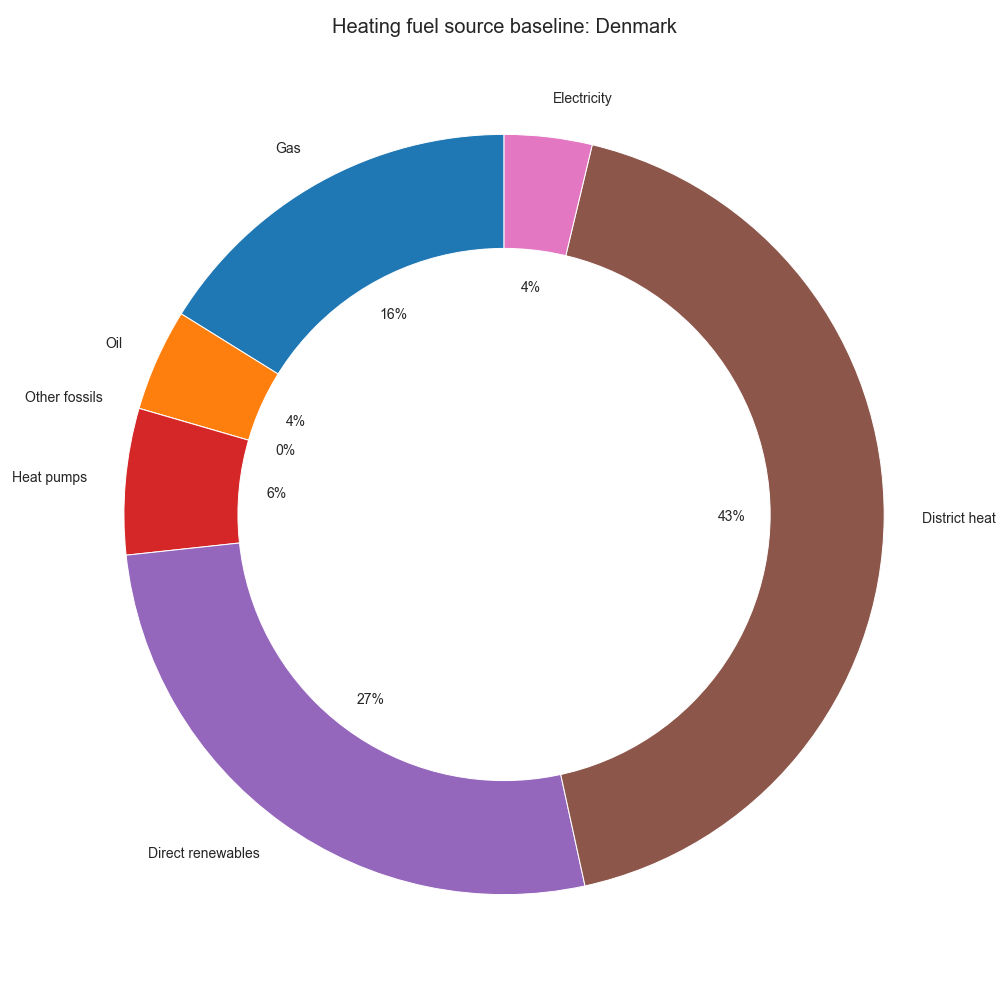 Heating fuel source baseline: Denmark
Electricity
Gas
4%
16%
Oil
Other fossils
4%
0%
Heat pumps
6%
43%
District heat
27%
Direct renewables